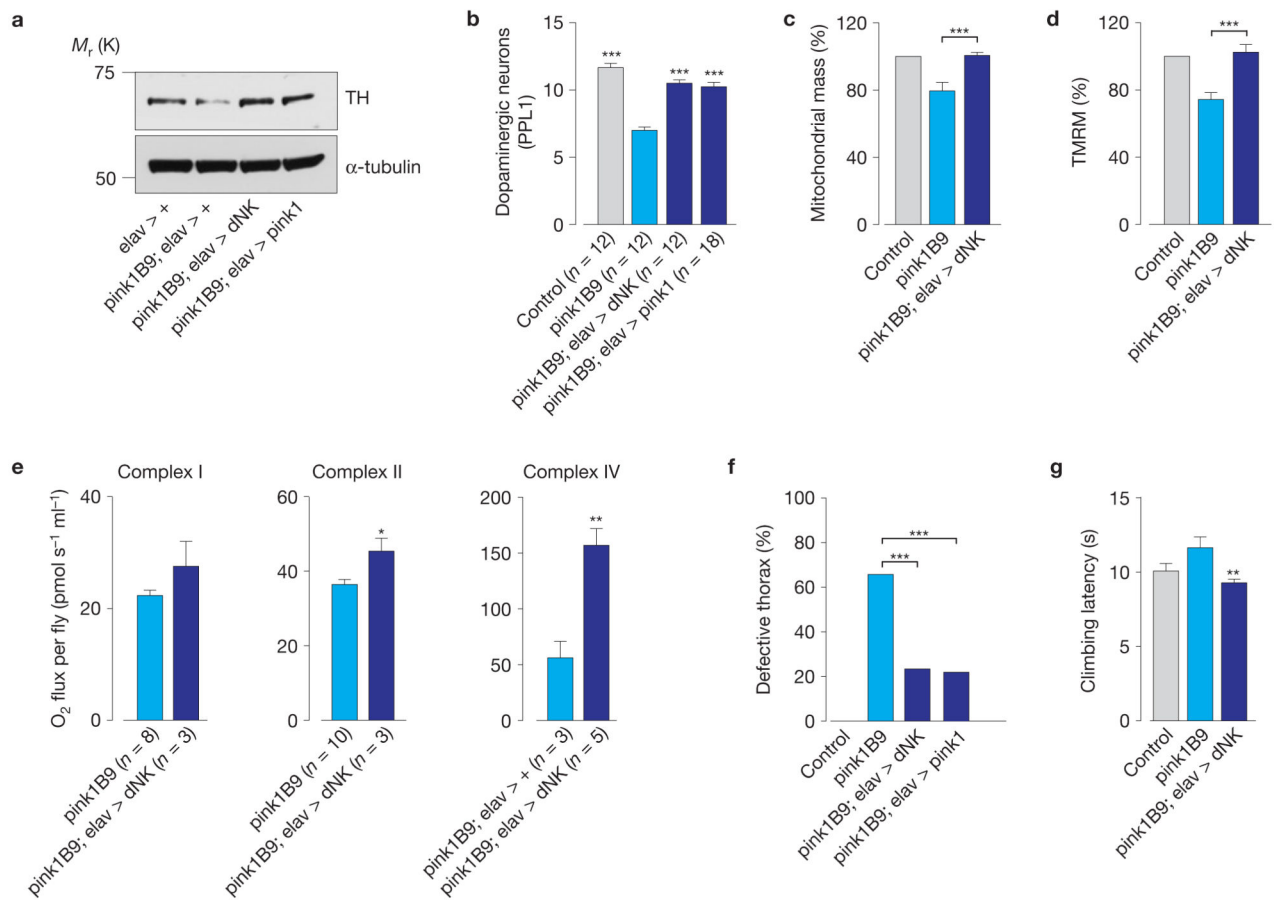 a
M_r (K)
75
50
TH
α-tubulin
elav > +
pink1B9; elav > +
pink1B9; elav > dNK
pink1B9; elav > pink1
b
Dopaminergic neurons
(PPL1)
15
10
5
0
***
***
***
Control (n = 12)
pink1B9 (n = 12)
pink1B9; elav > dNK (n = 12)
pink1B9; elav > pink1 (n = 18)
c
Mitochondrial mass (%)
120
80
40
0
***
Control
pink1B9
pink1B9; elav > dNK
d
TMRM (%)
120
80
40
0
***
Control
pink1B9
pink1B9; elav > dNK
e
O₂ flux per fly (pmol s⁻¹ ml⁻¹)
Complex I
40
20
0
pink1B9 (n = 8)
pink1B9; elav > dNK (n = 3)
Complex II
60
40
20
0
*
pink1B9 (n = 10)
pink1B9; elav > dNK (n = 3)
Complex IV
200
150
100
50
0
**
pink1B9; elav > + (n = 3)
pink1B9; elav > dNK (n = 5)
f
Defective thorax (%)
100
80
60
40
20
0
***
***
Control
pink1B9
pink1B9; elav > dNK
pink1B9; elav > pink1
g
Climbing latency (s)
15
10
5
0
**
Control
pink1B9
pink1B9; elav > dNK